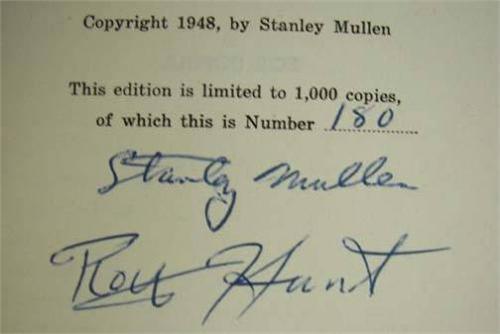 Copyright 1948, by Stanley Mullen
This edition is limited to 1,000 copies,
of which this is Number 180
Stanley Mullen
Roy Hunt